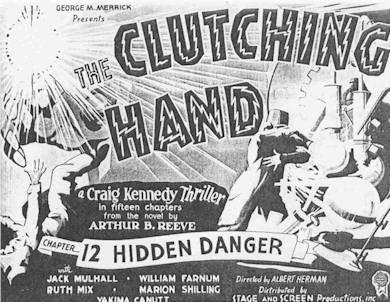 GEORGE M. MERRICK
Presents
THE CLUTCHING
HAND
a Craig Kennedy Thriller
in fifteen chapters
from the novel by
ARTHUR B. REEVE
CHAPTER 12 HIDDEN DANGER
with
JACK MULHALL · WILLIAM FARNUM
RUTH MIX · MARION SHILLING
YAKIMA CANUTT
Directed by ALBERT HERMAN
Distributed by
STAGE AND SCREEN Productions, inc